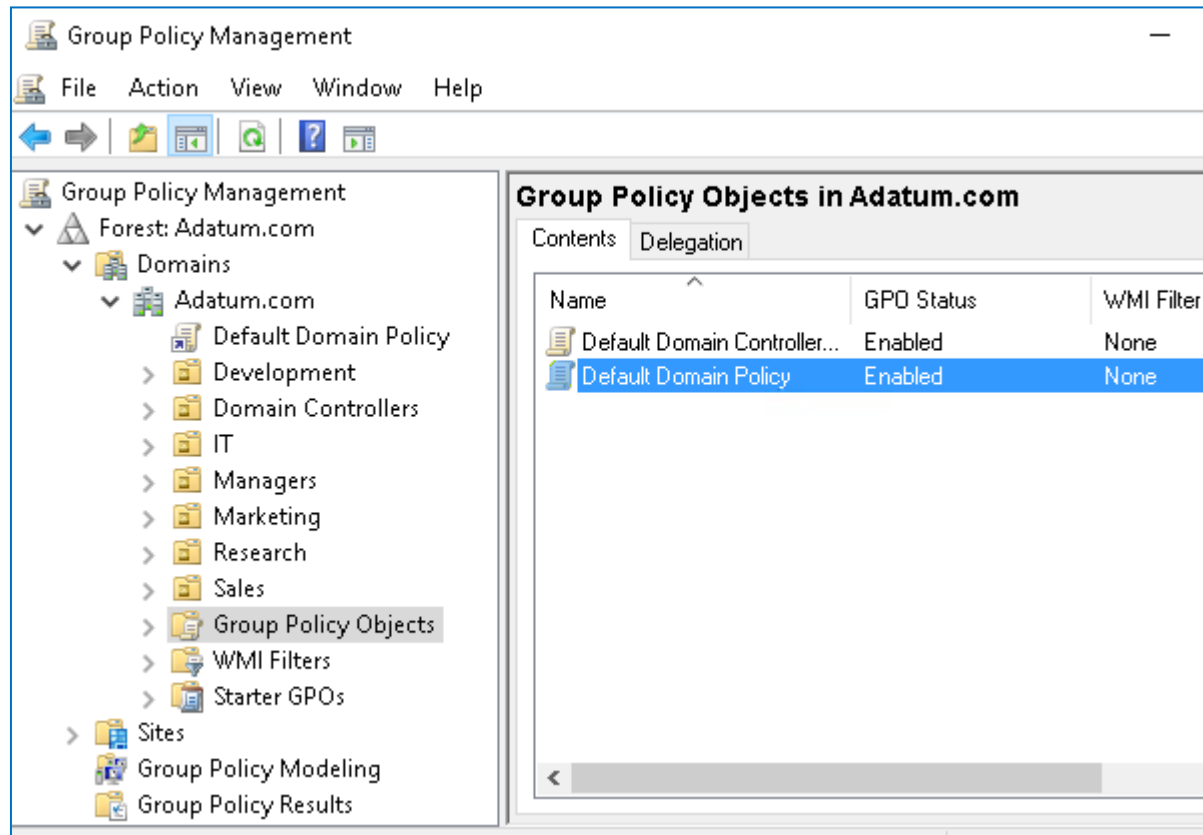 Group Policy Management
File Action View Window Help
Group Policy Management
Forest: Adatum.com
Domains
Adatum.com
Default Domain Policy
Development
Domain Controllers
IT
Managers
Marketing
Research
Sales
Group Policy Objects
WMI Filters
Starter GPOs
Sites
Group Policy Modeling
Group Policy Results
Group Policy Objects in Adatum.com
Contents Delegation
Name GPO Status WMI Filter
Default Domain Controller... Enabled None
Default Domain Policy Enabled None